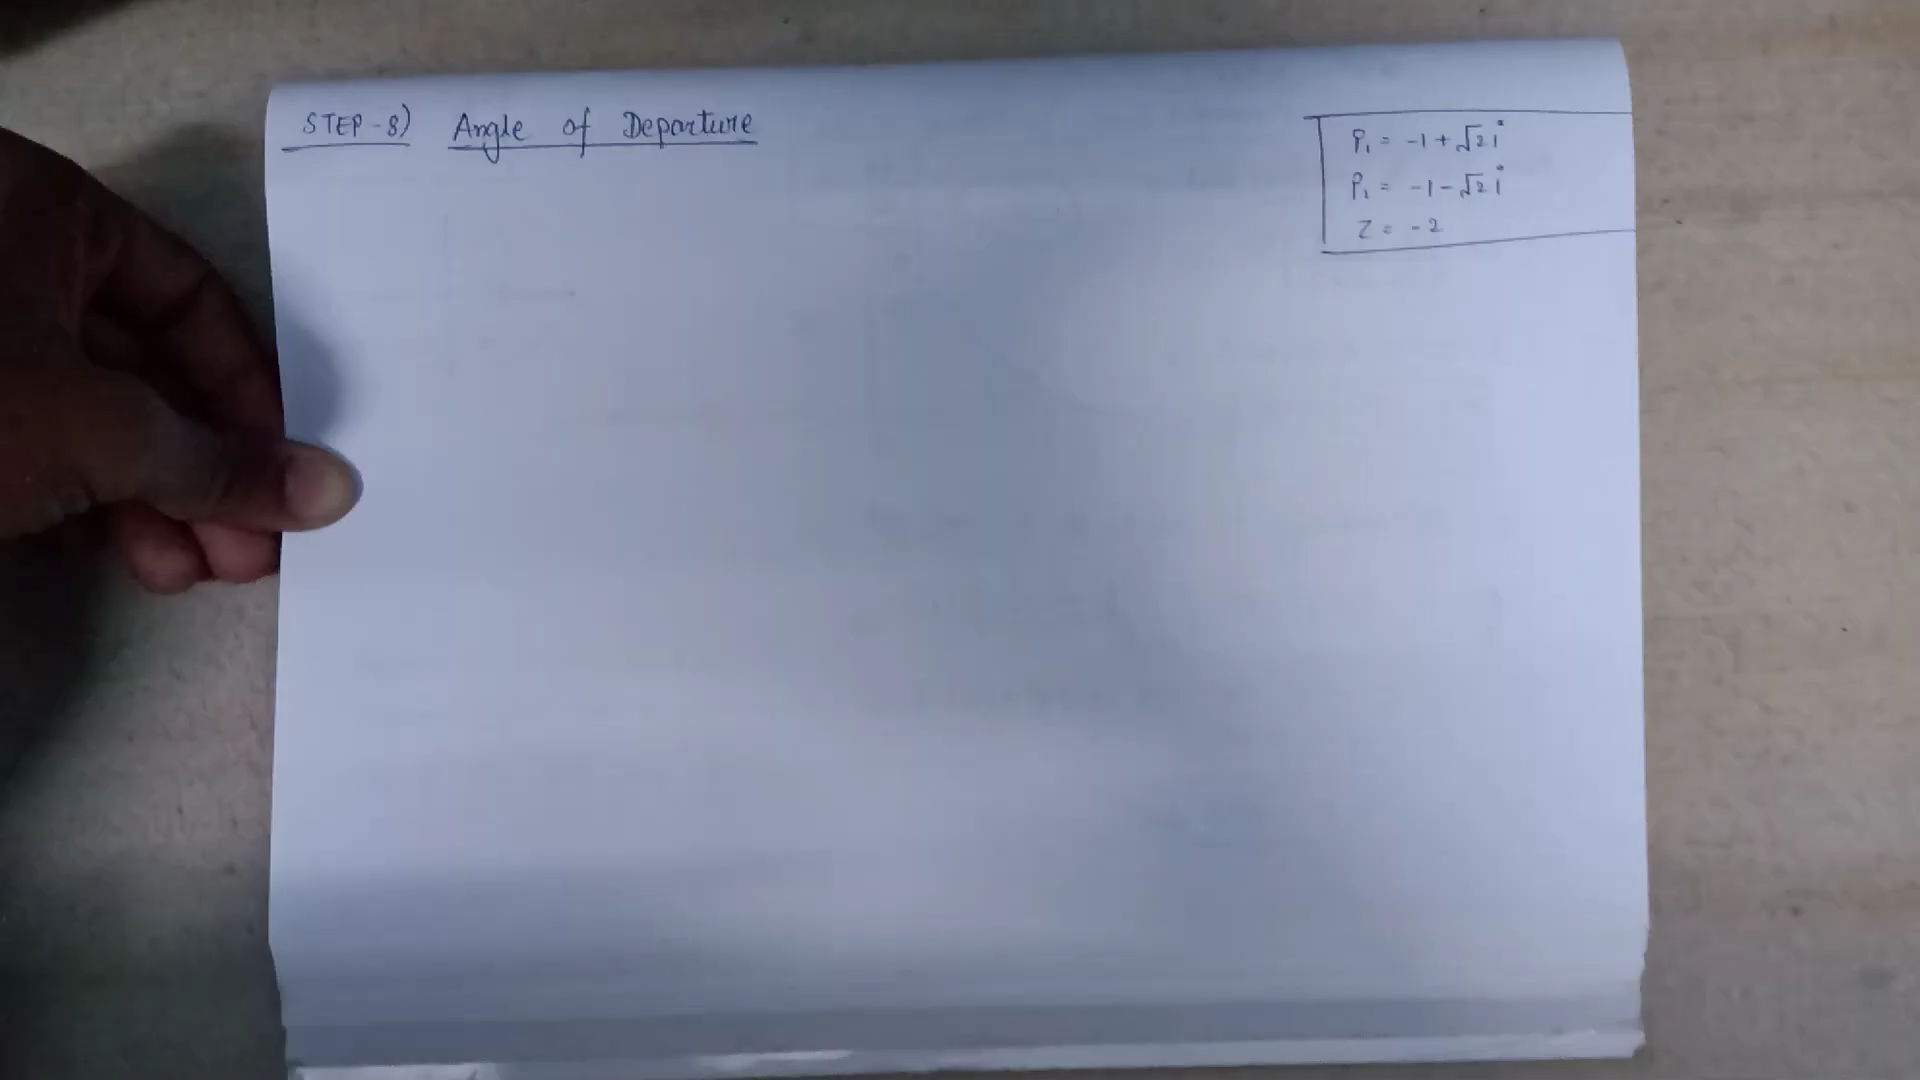 STEP-8) Angle of Departure
P₁ = -1 + √2 i
P₁ = -1 - √2 i
Z = -2